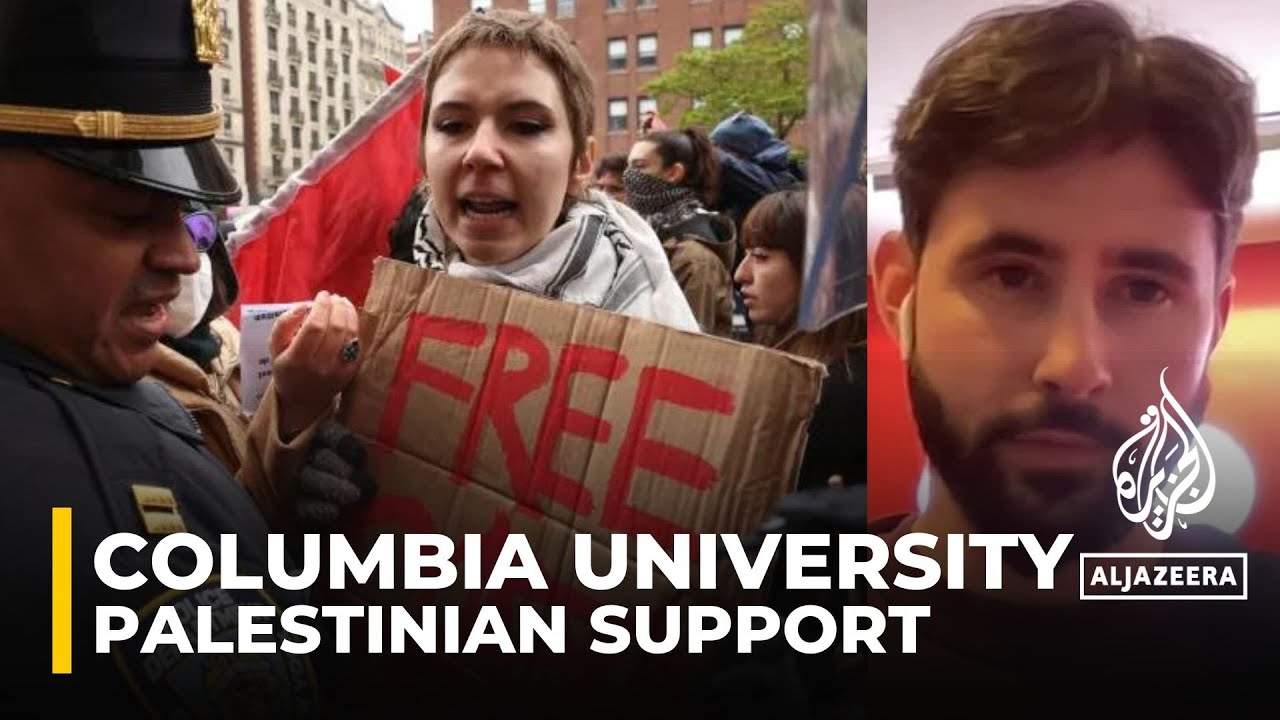 FREE
COLUMBIA UNIVERSITY
PALESTINIAN SUPPORT
الجزيرة
ALJAZEERA